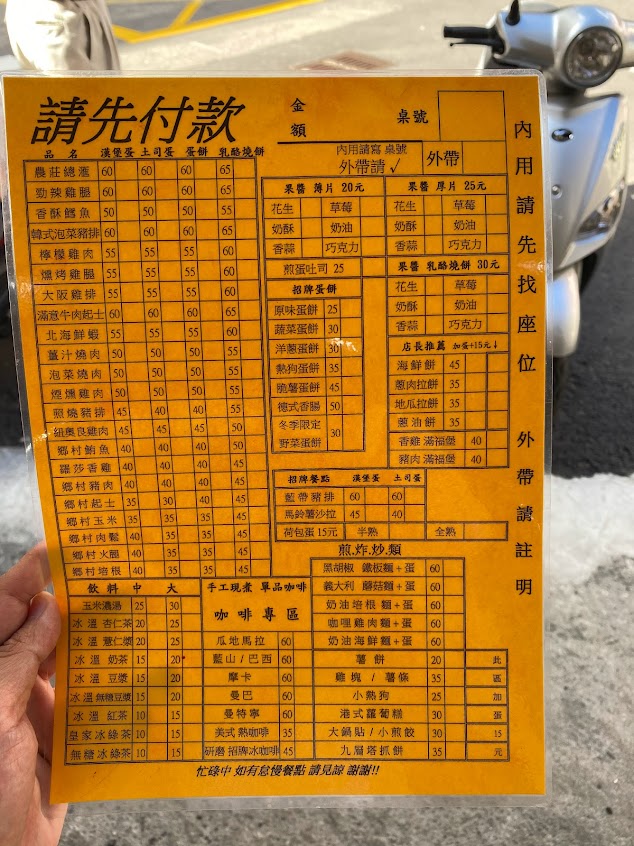 請先付款
金額
桌號
內用請寫 桌號
外帶請 ✓
外帶
內用請先找座位 外帶請註明
品名 漢堡蛋 土司蛋 蛋餅 乳酪燒餅
農莊總滙 60 60 60 65
勁辣雞腿 60 60 60 65
香酥鱈魚 50 50 50 55
韓式泡菜豬排 60 60 60 65
檸檬雞肉 55 55 55 60
燻烤雞腿 55 55 55 60
大阪雞排 55 55 55 60
滿意牛肉起士 60 60 60 65
北海鮮蝦 55 55 55 60
薑汁燒肉 50 50 50 55
泡菜燒肉 50 50 50 55
煙燻雞肉 50 50 50 55
照燒豬排 45 40 40 55
紐奧良雞肉 50 50 50 55
鄉村鮪魚 40 40 40 50
羅莎香雞 40 40 40 45
鄉村豬肉 40 40 40 45
鄉村起士 35 30 30 40
鄉村玉米 35 35 35 45
鄉村肉鬆 40 35 35 45
鄉村火腿 40 35 35 45
鄉村培根 40 35 35 45
果醬 薄片 20元
花生 草莓
奶酥 奶油
香蒜 巧克力
煎蛋吐司 25
果醬 厚片 25元
花生 草莓
奶酥 奶油
香蒜 巧克力
果醬 乳酪燒餅 30元
花生 草莓
奶酥 奶油
香蒜 巧克力
招牌蛋餅
原味蛋餅 25
蔬菜蛋餅 30
洋蔥蛋餅 30
熱狗蛋餅 35
脆薯蛋餅 45
德式香腸 50
冬季限定
野菜蛋餅 30
店長推薦 加蛋+15元↓
海鮮餅 45
蔥肉拉餅 35
地瓜拉餅 35
蔥油餅 35
香雞滿福堡 40
豬肉滿福堡 40
招牌餐點 漢堡蛋 土司蛋
藍帶豬排 60 60
馬鈴薯沙拉 45 40
荷包蛋 15元 半熟 全熟
煎.炸.炒.類
黑胡椒 鐵板麵+蛋 60
義大利 蘑菇麵+蛋 60
奶油培根麵+蛋 60
咖哩雞肉麵+蛋 60
奶油海鮮麵+蛋 60
薯餅 20
雞塊/薯條 35
小熱狗 25
港式蘿蔔糕 30
大鍋貼/小煎餃 30
九層塔抓餅 35
此區加蛋15元
飲料 中 大
玉米濃湯 25 30
冰 溫 杏仁茶 20 25
冰 溫 薏仁漿 20 25
冰 溫 奶茶 15 20
冰 溫 豆漿 15 20
冰 溫 無糖豆漿 15 20
冰 溫 紅茶 10 15
皇家冰綠茶 10 15
無糖冰綠茶 10 15
手工現煮 單品咖啡
咖啡專區
瓜地馬拉 60
藍山/巴西 60
摩卡 60
曼巴 60
曼特寧 60
美式熱咖啡 35
研磨 招牌冰咖啡 45
忙碌中 如有怠慢餐點 請見諒 謝謝!!